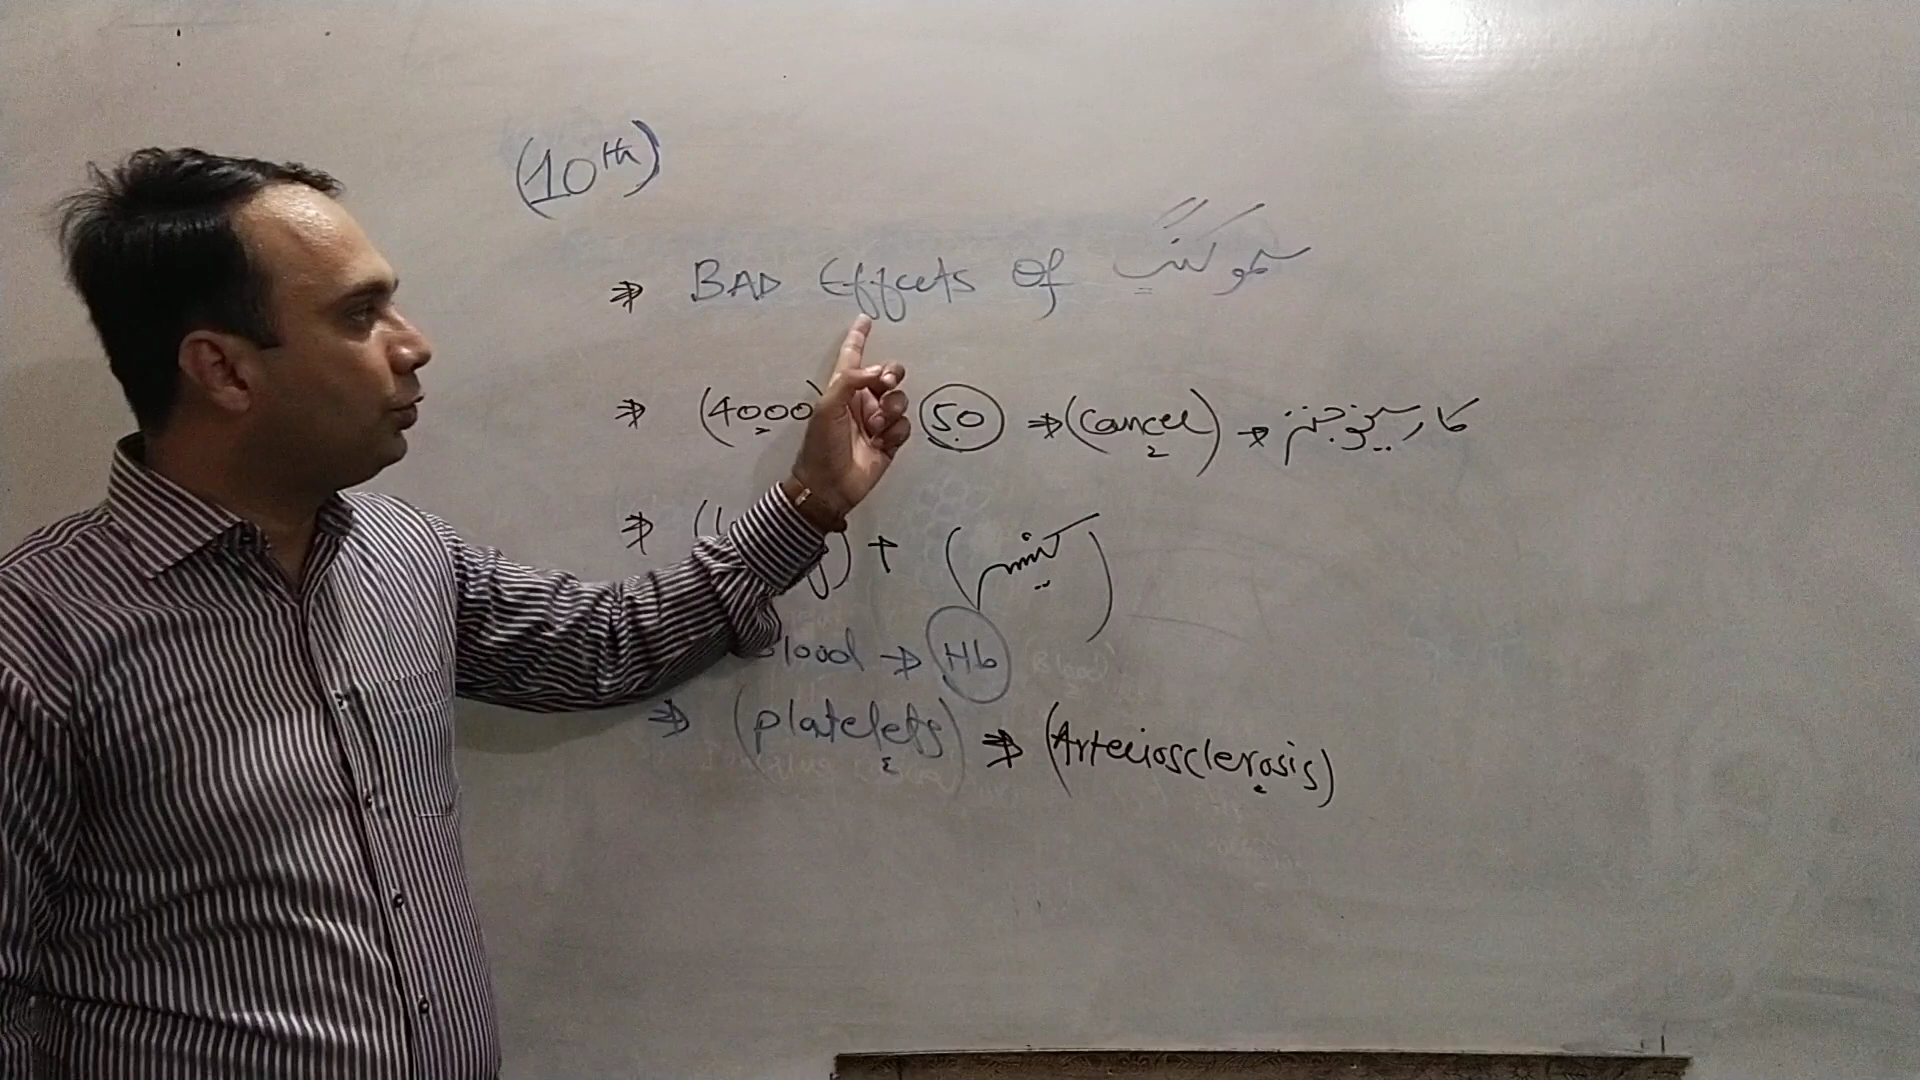 (10th)
⇒ BAD Effects Of سموکنگ
⇒ (4000) 50 ⇒ (Cancer) → کارسینوجنز
⇒ ( ) + (کینسر)
Blood → Hb
⇒ (Platelets) ⇒ (Arteriosclerosis)